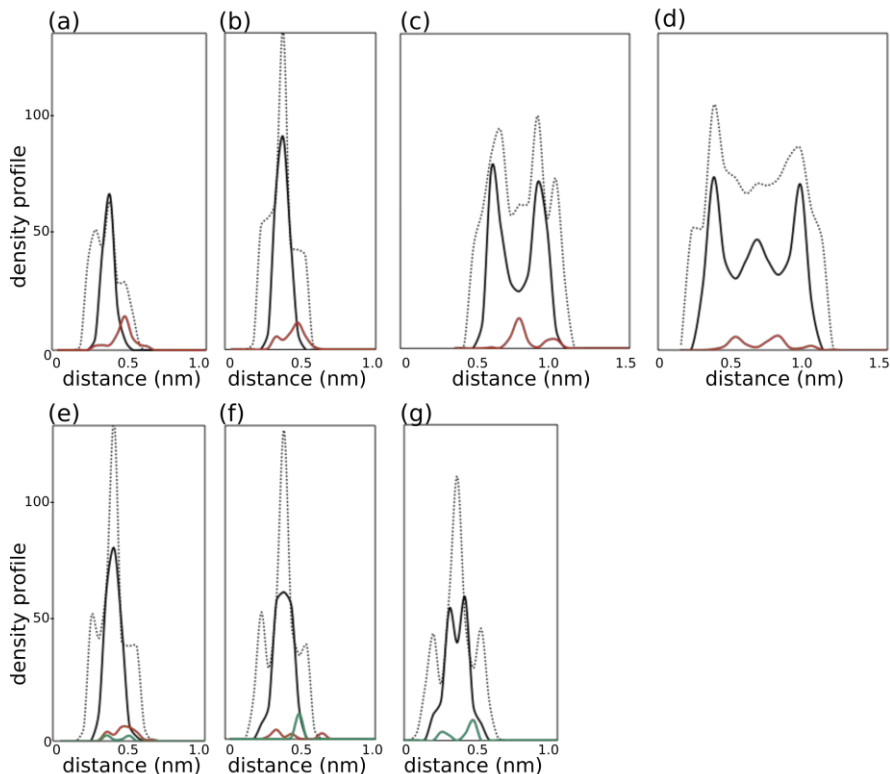 (a) (b) (c) (d)
density profile
100
50
0
0 0.5 1.0 0 0.5 1.0 0 0.5 1.0 1.5 0 0.5 1.0 1.5
distance (nm) distance (nm) distance (nm) distance (nm)
(e) (f) (g)
density profile
100
50
0
0 0.5 1.0 0 0.5 1.0 0 0.5 1.0
distance (nm) distance (nm) distance (nm)